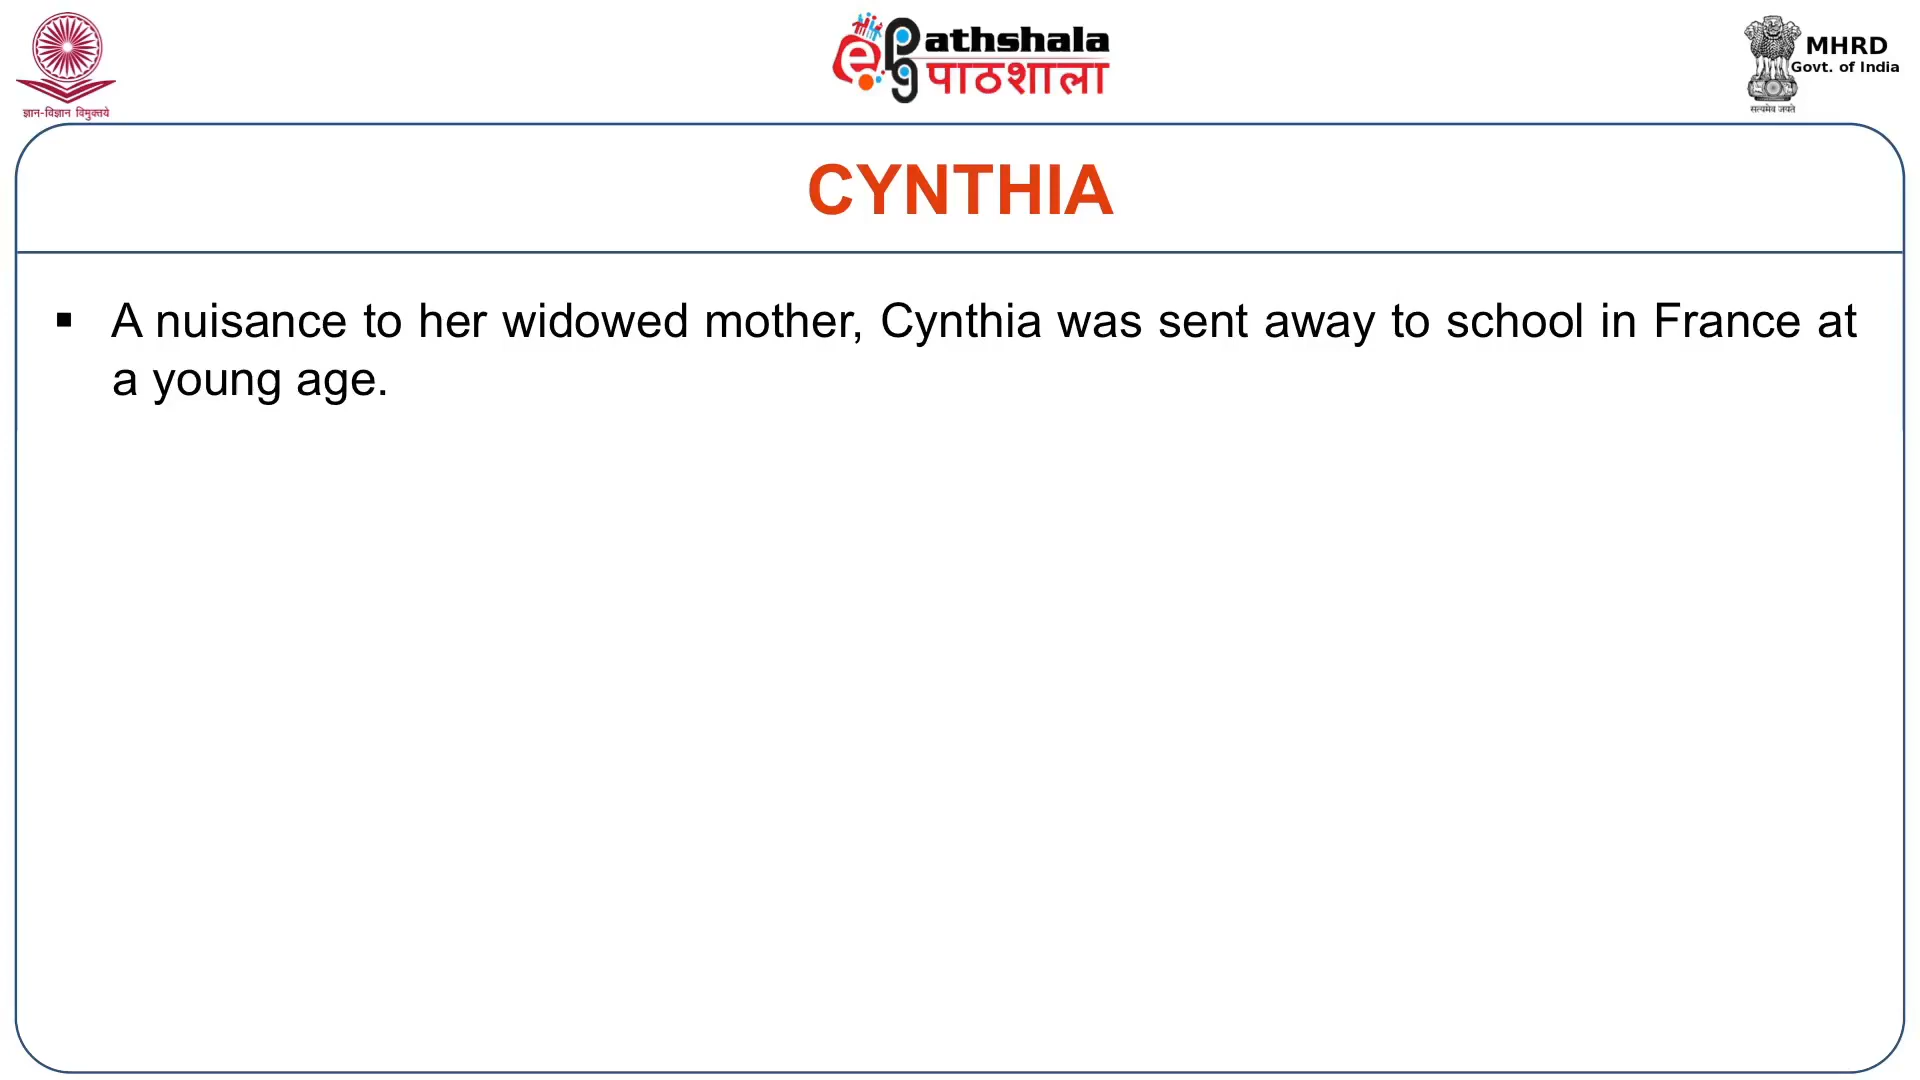 ज्ञान-विज्ञान विमुक्तये
ePathshala
पाठशाला
MHRD
Govt. of India
सत्यमेव जयते
CYNTHIA
▪ A nuisance to her widowed mother, Cynthia was sent away to school in France at
a young age.